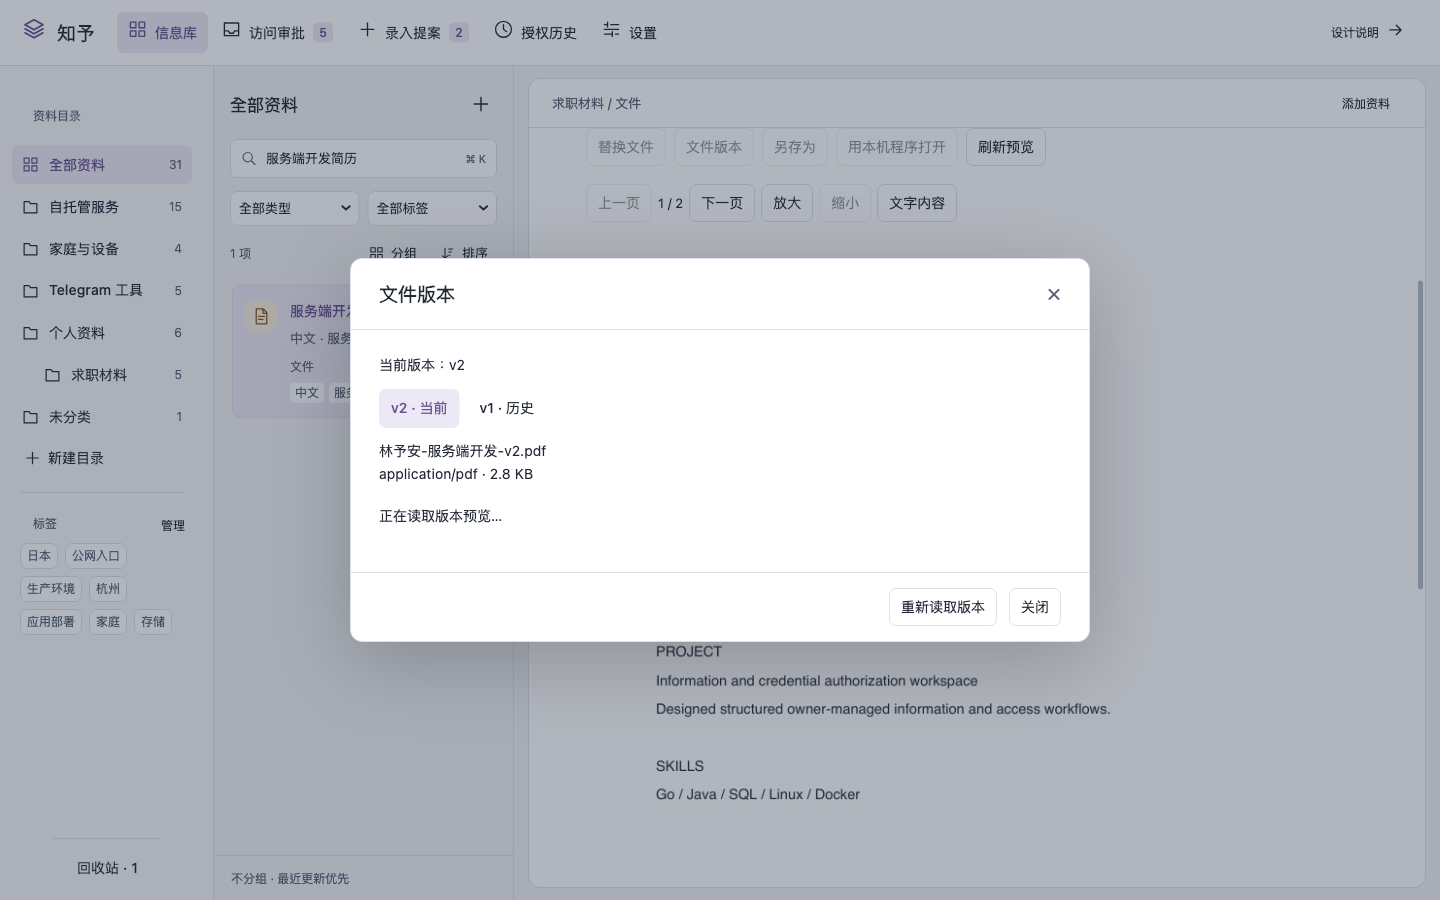 知予
信息库
访问审批 5
录入提案 2
授权历史
设置
设计说明
资料目录
全部资料 31
自托管服务 15
家庭与设备 4
Telegram 工具 5
个人资料 6
求职材料 5
未分类 1
新建目录
标签 管理
日本 公网入口
生产环境 杭州
应用部署 家庭 存储
回收站 · 1
全部资料
服务端开发简历 ⌘ K
全部类型 全部标签
1 项 分组 排序
服务端开
中文 · 服务
文件
中文
不分组 · 最近更新优先
求职材料 / 文件 添加资料
替换文件 文件版本 另存为 用本机程序打开 刷新预览
上一页 1 / 2 下一页 放大 缩小 文字内容
文件版本
当前版本：v2
v2 · 当前 v1 · 历史
林予安-服务端开发-v2.pdf
application/pdf · 2.8 KB
正在读取版本预览…
重新读取版本 关闭
PROJECT
Information and credential authorization workspace
Designed structured owner-managed information and access workflows.
SKILLS
Go / Java / SQL / Linux / Docker